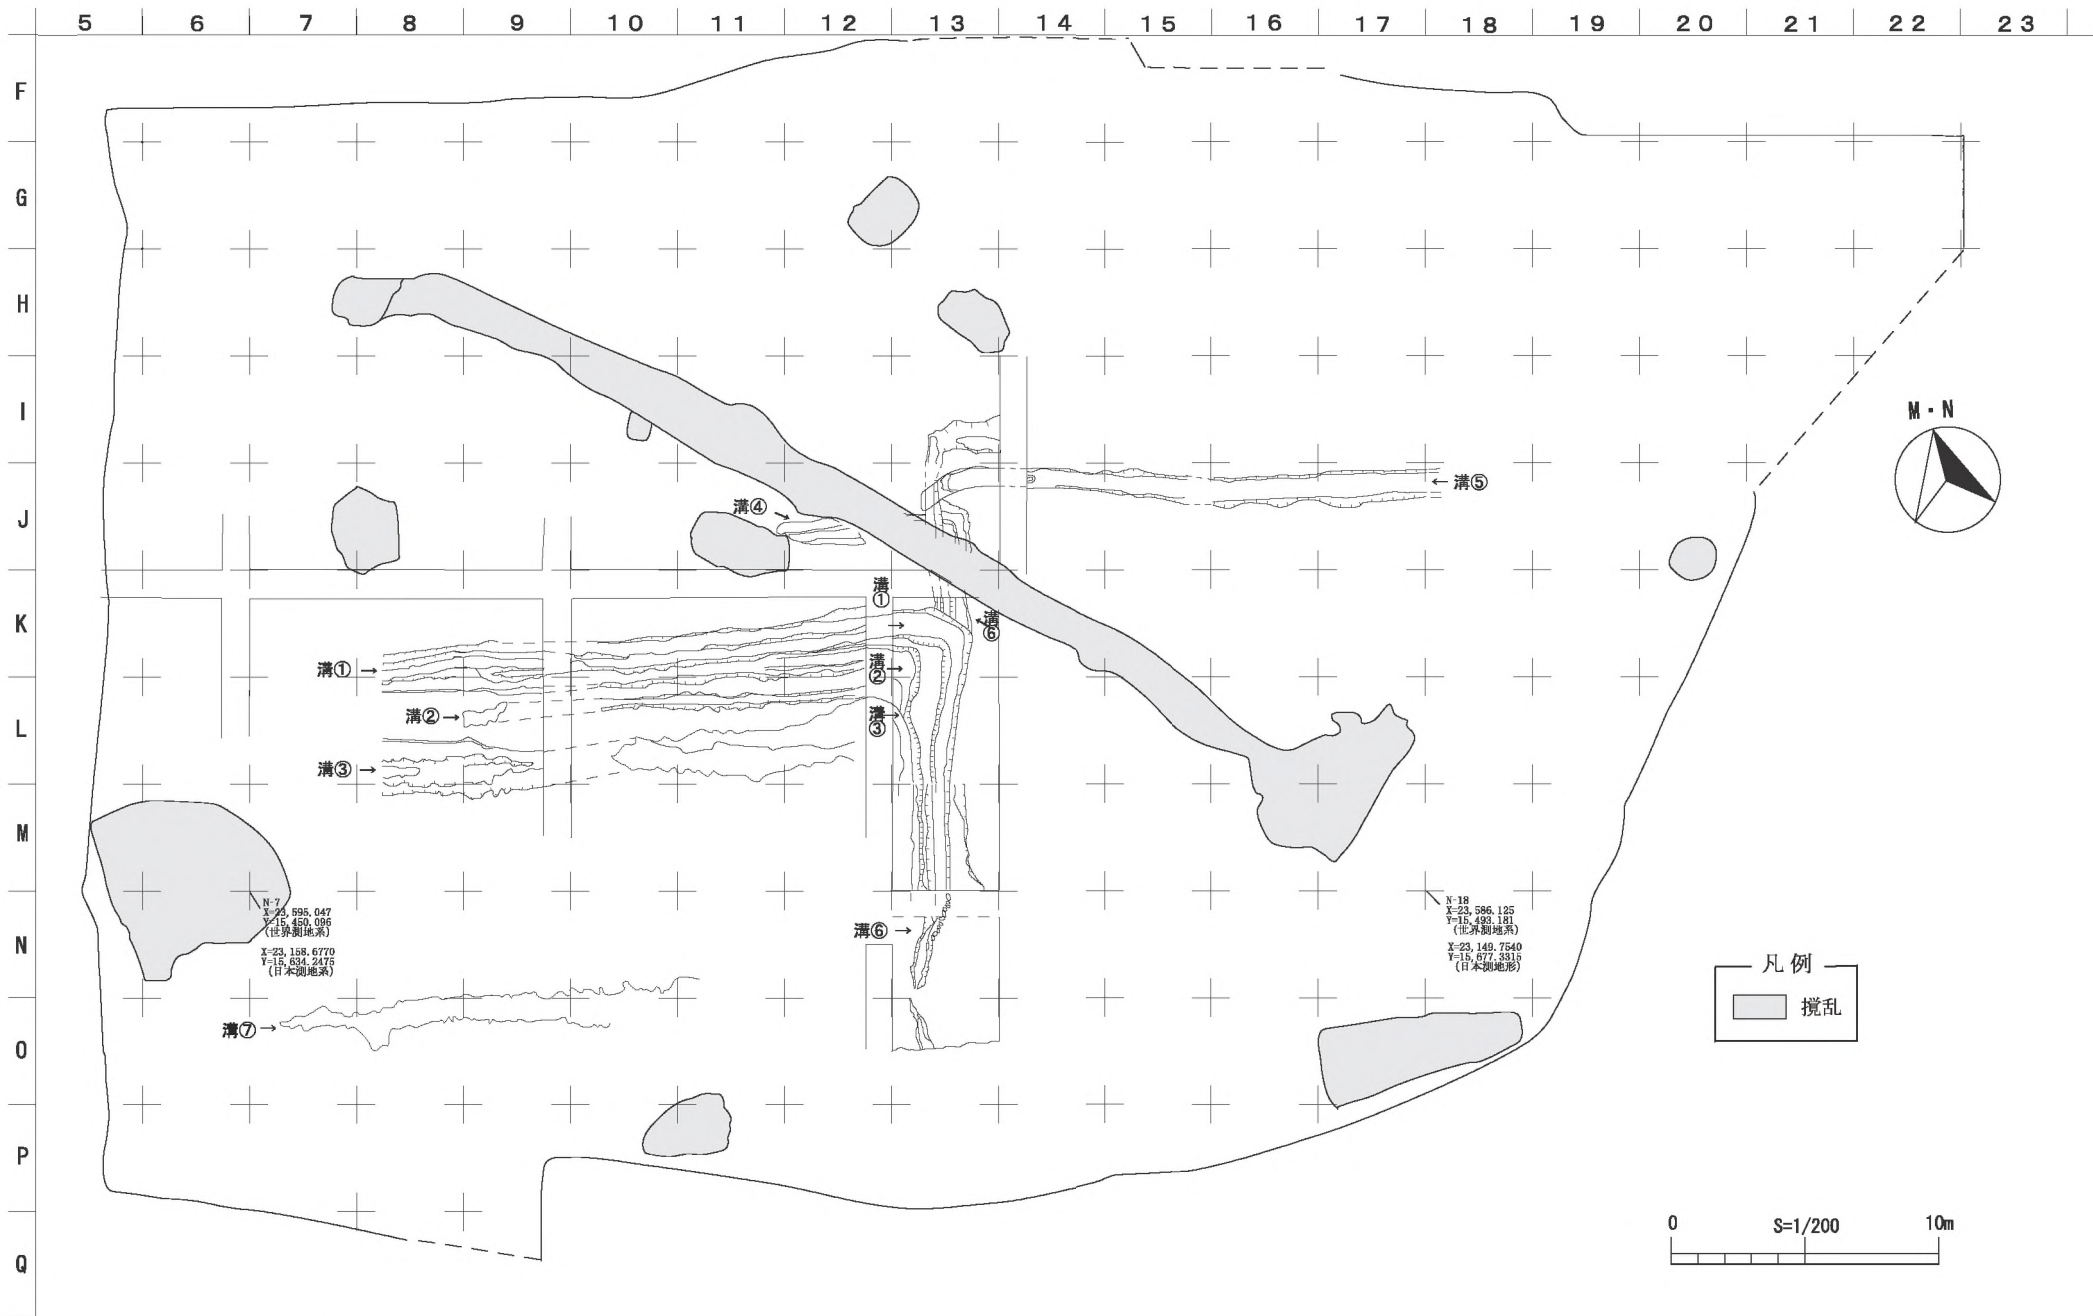 5 6 7 8 9 10 11 12 13 14 15 16 17 18 19 20 21 22 23
F
G
H
I
J
K
L
M
N
O
P
Q
M・N
溝⑤
溝④
溝①
溝⑥
溝①
溝②
溝②
溝③
溝③
N-7
X=23,595.047
Y=15,450.096
(世界測地系)
X=23,158.6770
Y=15,634.2475
(日本測地系)
N-18
X=23,586.125
Y=15,493.181
(世界測地系)
X=23,149.7540
Y=15,677.3315
(日本測地形)
溝⑥
溝⑦
凡例
撹乱
0 S=1/200 10m